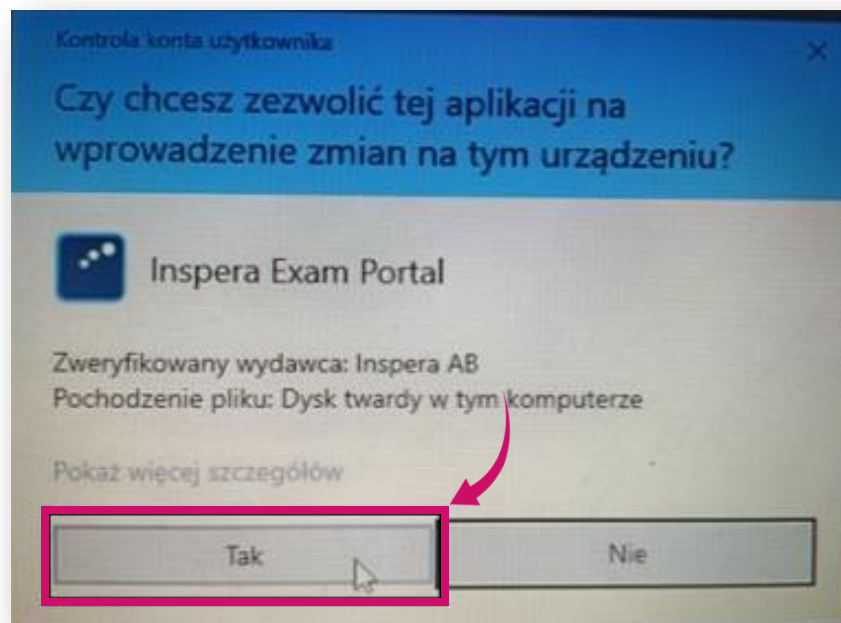 Kontrola konta użytkownika
Czy chcesz zezwolić tej aplikacji na
wprowadzenie zmian na tym urządzeniu?
Inspera Exam Portal
Zweryfikowany wydawca: Inspera AB
Pochodzenie pliku: Dysk twardy w tym komputerze
Pokaż więcej szczegółów
Tak
Nie